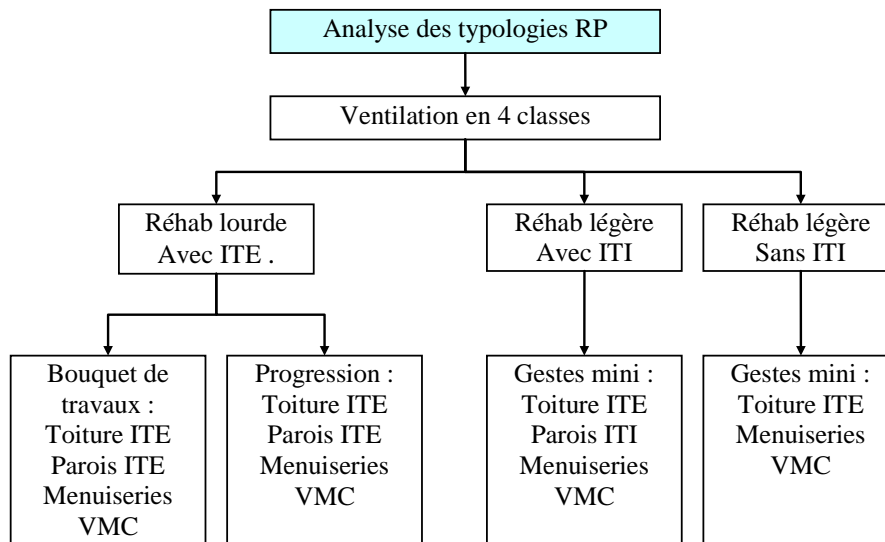 Analyse des typologies RP
Ventilation en 4 classes
Réhab lourde
Avec ITE .
Réhab légère
Avec ITI
Réhab légère
Sans ITI
Bouquet de
travaux :
Toiture ITE
Parois ITE
Menuiseries
VMC
Progression :
Toiture ITE
Parois ITE
Menuiseries
VMC
Gestes mini :
Toiture ITE
Parois ITI
Menuiseries
VMC
Gestes mini :
Toiture ITE
Menuiseries
VMC